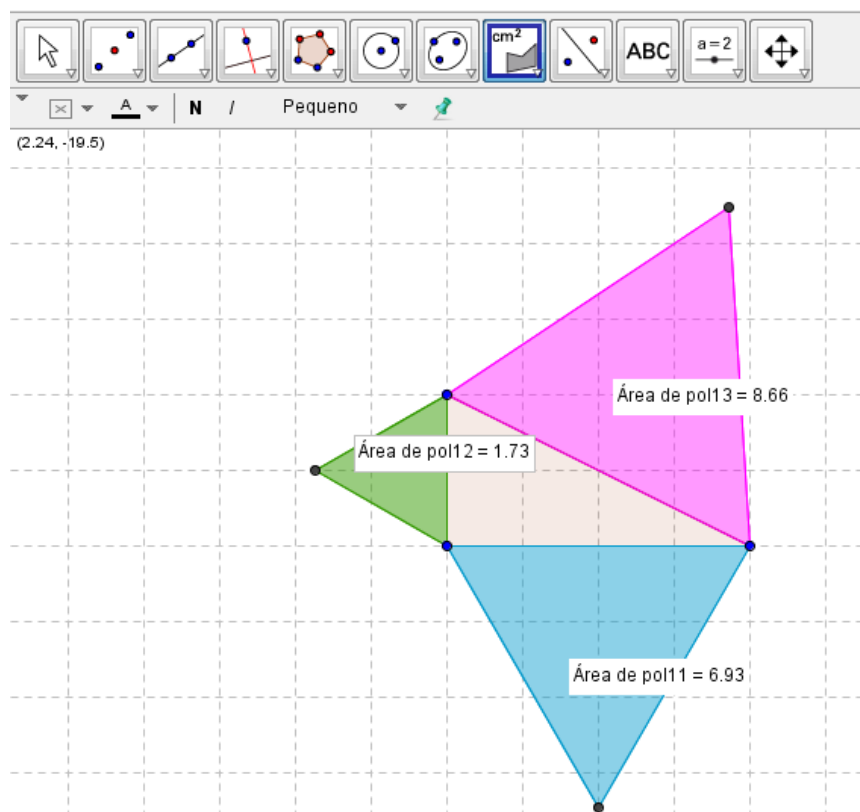 cm²
ABC
a = 2
A N I Pequeno
(2.24, -19.5)
Área de pol13 = 8.66
Área de pol12 = 1.73
Área de pol11 = 6.93